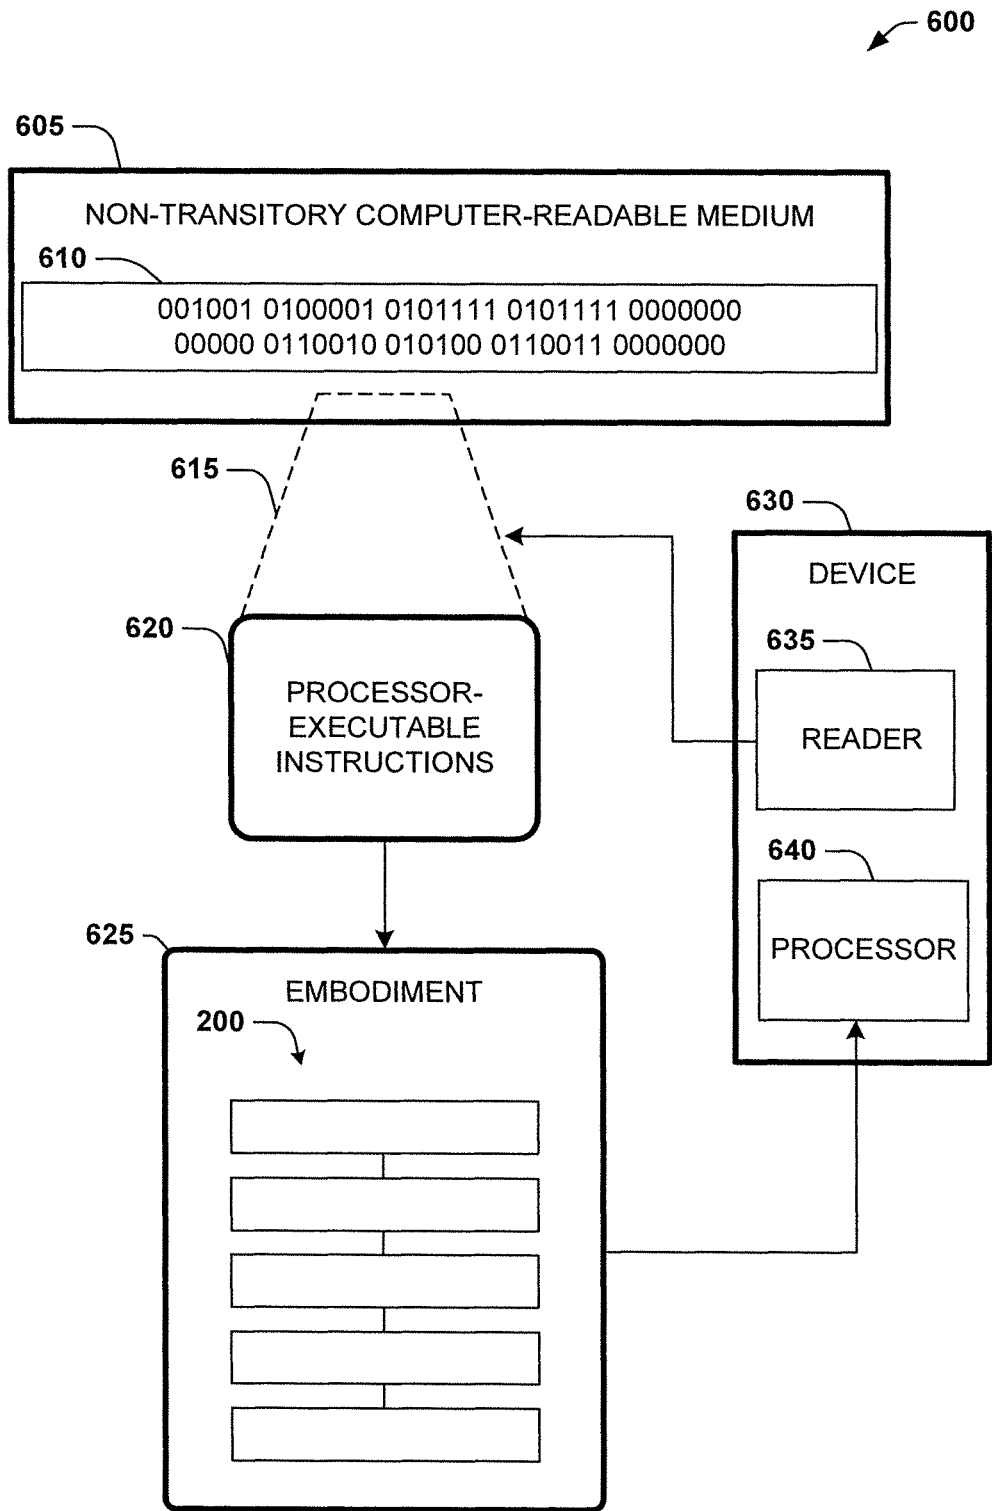 600
605
NON-TRANSITORY COMPUTER-READABLE MEDIUM
610
001001 0100001 0101111 0101111 0000000
00000 0110010 010100 0110011 0000000
615
630
DEVICE
620
635
PROCESSOR-
EXECUTABLE
INSTRUCTIONS
READER
640
625
PROCESSOR
EMBODIMENT
200